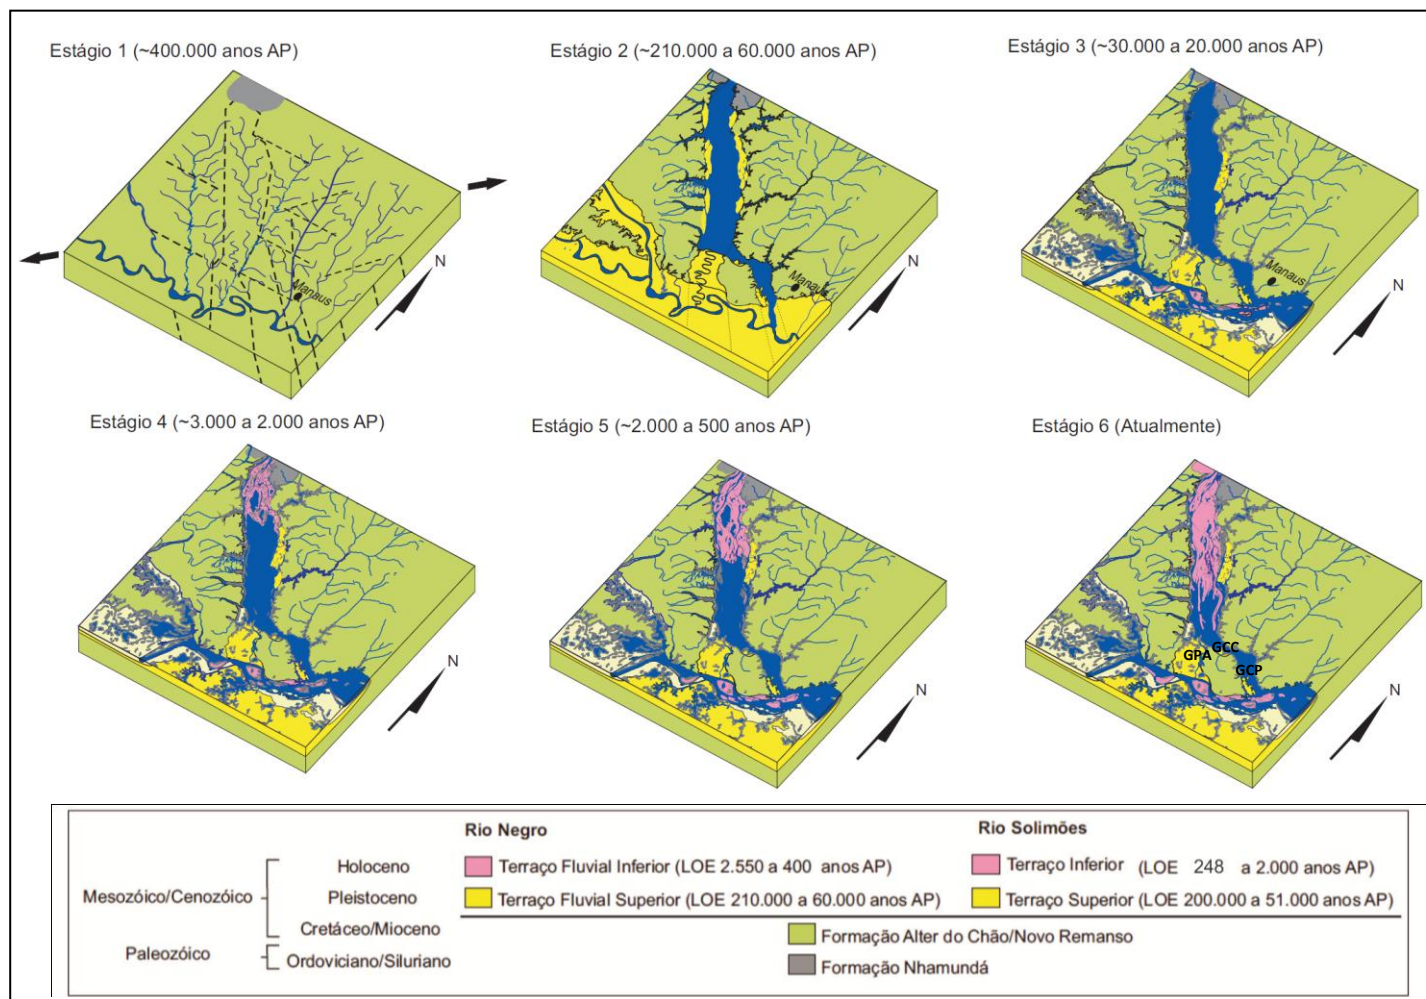 Estágio 1 (~400.000 anos AP)
Estágio 2 (~210.000 a 60.000 anos AP)
Estágio 3 (~30.000 a 20.000 anos AP)
N
Manaus
N
Manaus
N
Manaus
Estágio 4 (~3.000 a 2.000 anos AP)
Estágio 5 (~2.000 a 500 anos AP)
Estágio 6 (Atualmente)
N
N
N
GPA
GCC
GCP
Rio Negro
Rio Solimões
Holoceno
Terraço Fluvial Inferior (LOE 2.550 a 400 anos AP)
Terraço Inferior (LOE 248 a 2.000 anos AP)
Mesozóico/Cenozóico
Pleistoceno
Terraço Fluvial Superior (LOE 210.000 a 60.000 anos AP)
Terraço Superior (LOE 200.000 a 51.000 anos AP)
Cretáceo/Mioceno
Formação Alter do Chão/Novo Remanso
Paleozóico
Ordoviciano/Siluriano
Formação Nhamundá